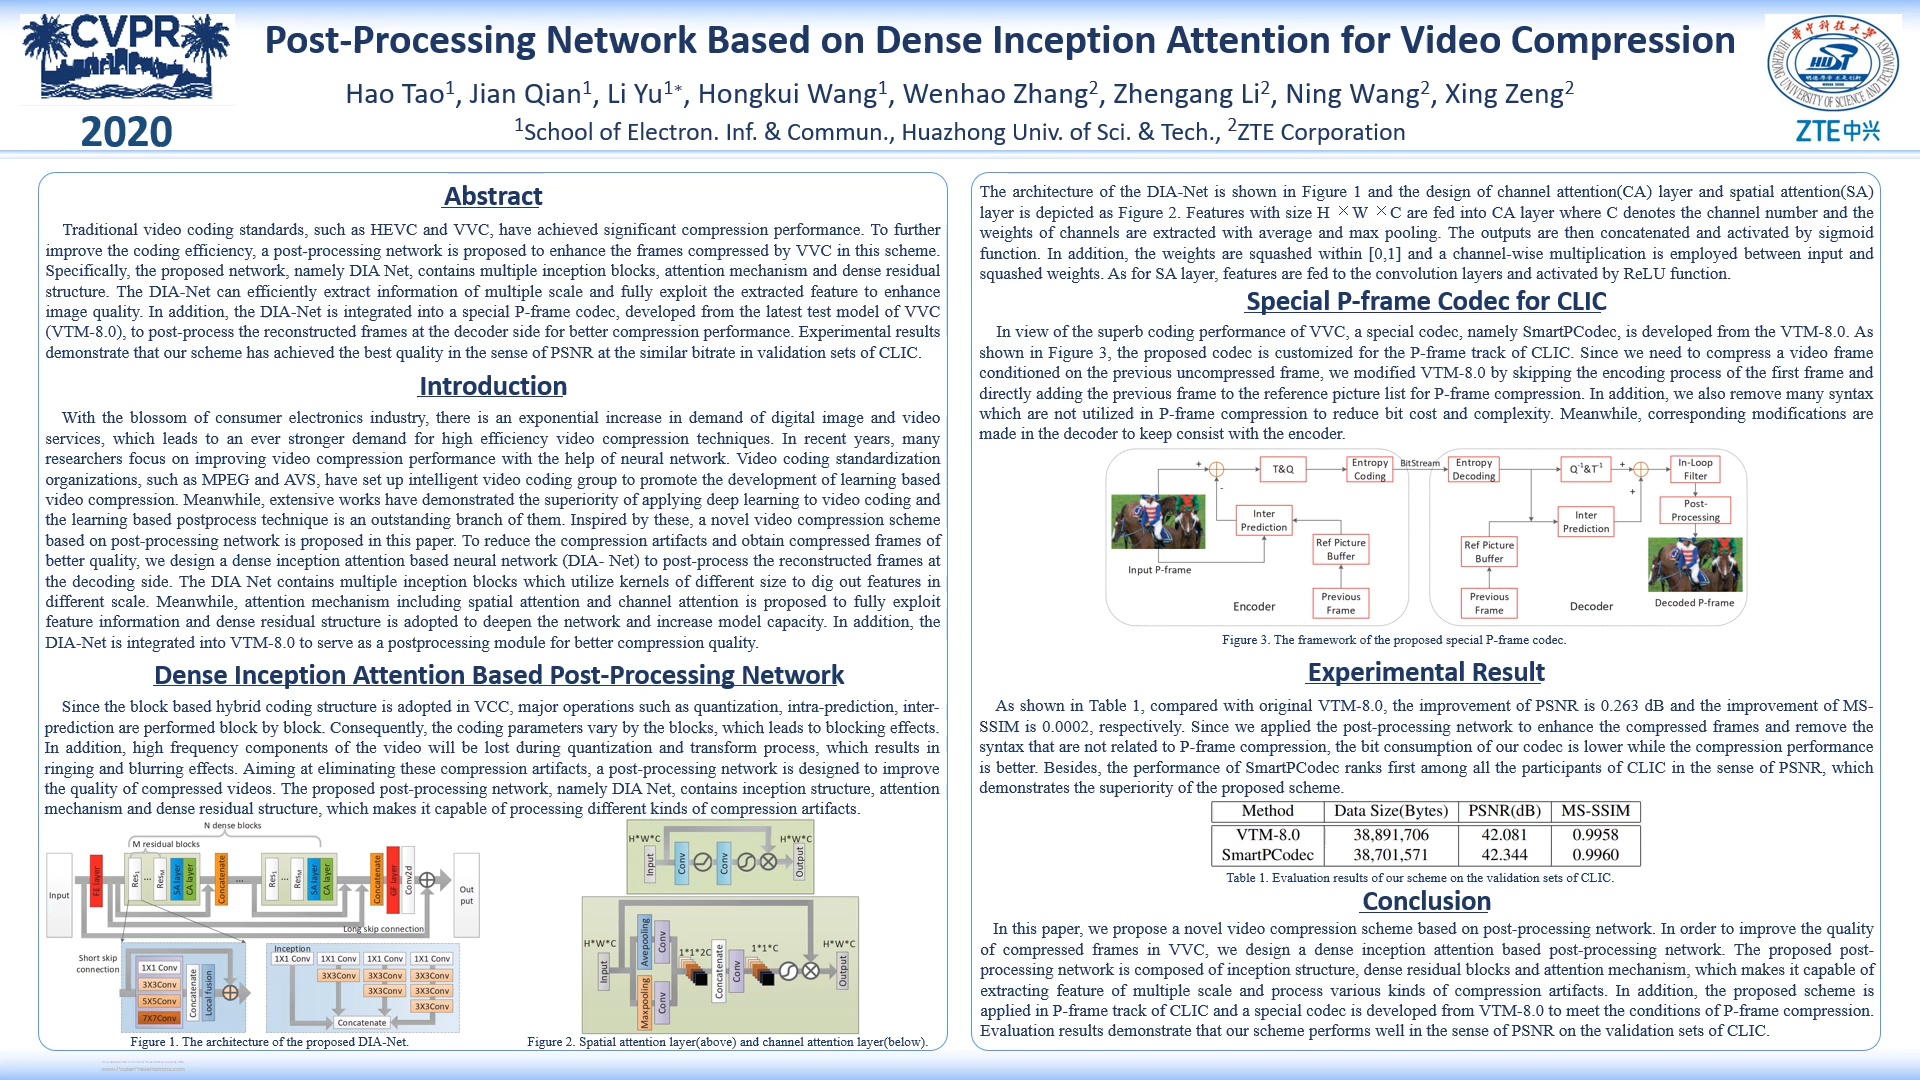 CVPR
2020
Post-Processing Network Based on Dense Inception Attention for Video Compression
Hao Tao1, Jian Qian1, Li Yu1*, Hongkui Wang1, Wenhao Zhang2, Zhengang Li2, Ning Wang2, Xing Zeng2
1School of Electron. Inf. & Commun., Huazhong Univ. of Sci. & Tech., 2ZTE Corporation
华中科技大学
HUST
HUAZHONG UNIVERSITY OF SCIENCE AND TECHNOLOGY
ZTE中兴
Abstract
Traditional video coding standards, such as HEVC and VVC, have achieved significant compression performance. To further
improve the coding efficiency, a post-processing network is proposed to enhance the frames compressed by VVC in this scheme.
Specifically, the proposed network, namely DIA Net, contains multiple inception blocks, attention mechanism and dense residual
structure. The DIA-Net can efficiently extract information of multiple scale and fully exploit the extracted feature to enhance
image quality. In addition, the DIA-Net is integrated into a special P-frame codec, developed from the latest test model of VVC
(VTM-8.0), to post-process the reconstructed frames at the decoder side for better compression performance. Experimental results
demonstrate that our scheme has achieved the best quality in the sense of PSNR at the similar bitrate in validation sets of CLIC.
Introduction
With the blossom of consumer electronics industry, there is an exponential increase in demand of digital image and video
services, which leads to an ever stronger demand for high efficiency video compression techniques. In recent years, many
researchers focus on improving video compression performance with the help of neural network. Video coding standardization
organizations, such as MPEG and AVS, have set up intelligent video coding group to promote the development of learning based
video compression. Meanwhile, extensive works have demonstrated the superiority of applying deep learning to video coding and
the learning based postprocess technique is an outstanding branch of them. Inspired by these, a novel video compression scheme
based on post-processing network is proposed in this paper. To reduce the compression artifacts and obtain compressed frames of
better quality, we design a dense inception attention based neural network (DIA- Net) to post-process the reconstructed frames at
the decoding side. The DIA Net contains multiple inception blocks which utilize kernels of different size to dig out features in
different scale. Meanwhile, attention mechanism including spatial attention and channel attention is proposed to fully exploit
feature information and dense residual structure is adopted to deepen the network and increase model capacity. In addition, the
DIA-Net is integrated into VTM-8.0 to serve as a postprocessing module for better compression quality.
Dense Inception Attention Based Post-Processing Network
Since the block based hybrid coding structure is adopted in VCC, major operations such as quantization, intra-prediction, inter-
prediction are performed block by block. Consequently, the coding parameters vary by the blocks, which leads to blocking effects.
In addition, high frequency components of the video will be lost during quantization and transform process, which results in
ringing and blurring effects. Aiming at eliminating these compression artifacts, a post-processing network is designed to improve
the quality of compressed videos. The proposed post-processing network, namely DIA Net, contains inception structure, attention
mechanism and dense residual structure, which makes it capable of processing different kinds of compression artifacts.
N dense blocks
M residual blocks
Input
FE layer
Res1
...
ResM
SA layer
CA layer
Concatenate
...
Res1
...
ResM
SA layer
CA layer
Concatenate
GF layer
Conv2d
Out
put
Long skip connection
Short skip
connection
1X1 Conv
3X3Conv
5X5Conv
7X7Conv
Concatenate
Local fusion
Inception
1X1 Conv 1X1 Conv 1X1 Conv 1X1 Conv
3X3Conv 3X3Conv 3X3Conv
3X3Conv 3X3Conv
3X3Conv
Concatenate
Figure 1. The architecture of the proposed DIA-Net.
H*W*C
Input
Conv
Conv
H*W*C
Output
H*W*C
Input
Avepooling
Maxpooling
Conv
Conv
1*1*2C
Concatenate
Conv
1*1*C
H*W*C
Output
Figure 2. Spatial attention layer(above) and channel attention layer(below).
The architecture of the DIA-Net is shown in Figure 1 and the design of channel attention(CA) layer and spatial attention(SA)
layer is depicted as Figure 2. Features with size H ×W ×C are fed into CA layer where C denotes the channel number and the
weights of channels are extracted with average and max pooling. The outputs are then concatenated and activated by sigmoid
function. In addition, the weights are squashed within [0,1] and a channel-wise multiplication is employed between input and
squashed weights. As for SA layer, features are fed to the convolution layers and activated by ReLU function.
Special P-frame Codec for CLIC
In view of the superb coding performance of VVC, a special codec, namely SmartPCodec, is developed from the VTM-8.0. As
shown in Figure 3, the proposed codec is customized for the P-frame track of CLIC. Since we need to compress a video frame
conditioned on the previous uncompressed frame, we modified VTM-8.0 by skipping the encoding process of the first frame and
directly adding the previous frame to the reference picture list for P-frame compression. In addition, we also remove many syntax
which are not utilized in P-frame compression to reduce bit cost and complexity. Meanwhile, corresponding modifications are
made in the decoder to keep consist with the encoder.
+
-
T&Q
Entropy
Coding
BitStream
Inter
Prediction
Ref Picture
Buffer
Previous
Frame
Input P-frame
Encoder
Entropy
Decoding
Q-1&T-1
+
+
In-Loop
Filter
Post-
Processing
Inter
Prediction
Ref Picture
Buffer
Previous
Frame
Decoded P-frame
Decoder
Figure 3. The framework of the proposed special P-frame codec.
Experimental Result
As shown in Table 1, compared with original VTM-8.0, the improvement of PSNR is 0.263 dB and the improvement of MS-
SSIM is 0.0002, respectively. Since we applied the post-processing network to enhance the compressed frames and remove the
syntax that are not related to P-frame compression, the bit consumption of our codec is lower while the compression performance
is better. Besides, the performance of SmartPCodec ranks first among all the participants of CLIC in the sense of PSNR, which
demonstrates the superiority of the proposed scheme.
Method Data Size(Bytes) PSNR(dB) MS-SSIM
VTM-8.0 38,891,706 42.081 0.9958
SmartPCodec 38,701,571 42.344 0.9960
Table 1. Evaluation results of our scheme on the validation sets of CLIC.
Conclusion
In this paper, we propose a novel video compression scheme based on post-processing network. In order to improve the quality
of compressed frames in VVC, we design a dense inception attention based post-processing network. The proposed post-
processing network is composed of inception structure, dense residual blocks and attention mechanism, which makes it capable of
extracting feature of multiple scale and process various kinds of compression artifacts. In addition, the proposed scheme is
applied in P-frame track of CLIC and a special codec is developed from VTM-8.0 to meet the conditions of P-frame compression.
Evaluation results demonstrate that our scheme performs well in the sense of PSNR on the validation sets of CLIC.
www.PosterPresentations.com